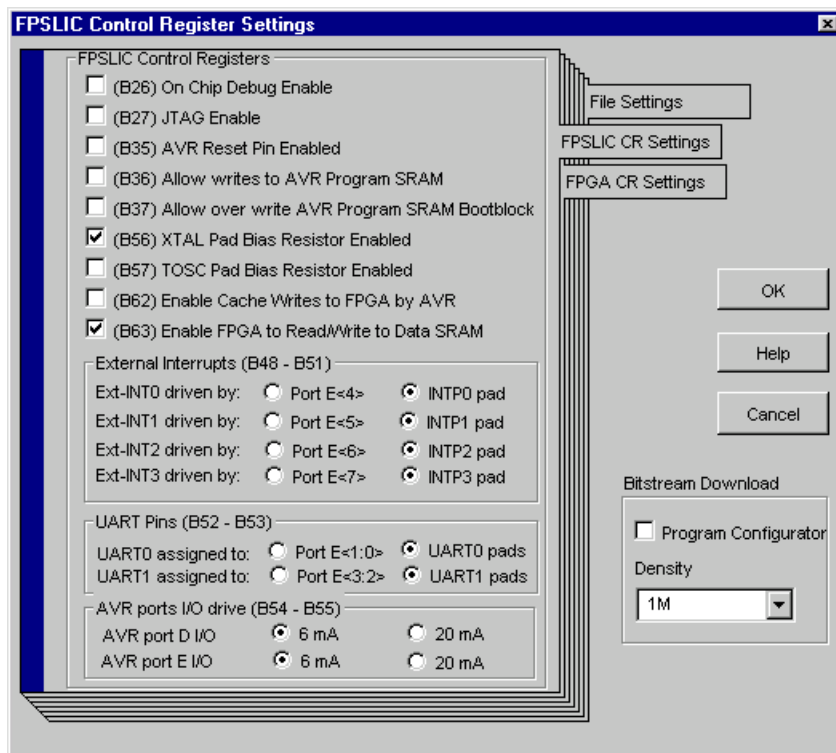 FPSLIC Control Register Settings
FPSLIC Control Registers
(B26) On Chip Debug Enable
(B27) JTAG Enable
(B35) AVR Reset Pin Enabled
(B36) Allow writes to AVR Program SRAM
(B37) Allow over write AVR Program SRAM Bootblock
(B56) XTAL Pad Bias Resistor Enabled
(B57) TOSC Pad Bias Resistor Enabled
(B62) Enable Cache Writes to FPGA by AVR
(B63) Enable FPGA to Read/Write to Data SRAM
External Interrupts (B48 - B51)
Ext-INT0 driven by: Port E<4> INTP0 pad
Ext-INT1 driven by: Port E<5> INTP1 pad
Ext-INT2 driven by: Port E<6> INTP2 pad
Ext-INT3 driven by: Port E<7> INTP3 pad
UART Pins (B52 - B53)
UART0 assigned to: Port E<1:0> UART0 pads
UART1 assigned to: Port E<3:2> UART1 pads
AVR ports I/O drive (B54 - B55)
AVR port D I/O 6 mA 20 mA
AVR port E I/O 6 mA 20 mA
File Settings
FPSLIC CR Settings
FPGA CR Settings
OK
Help
Cancel
Bitstream Download
Program Configurator
Density
1M